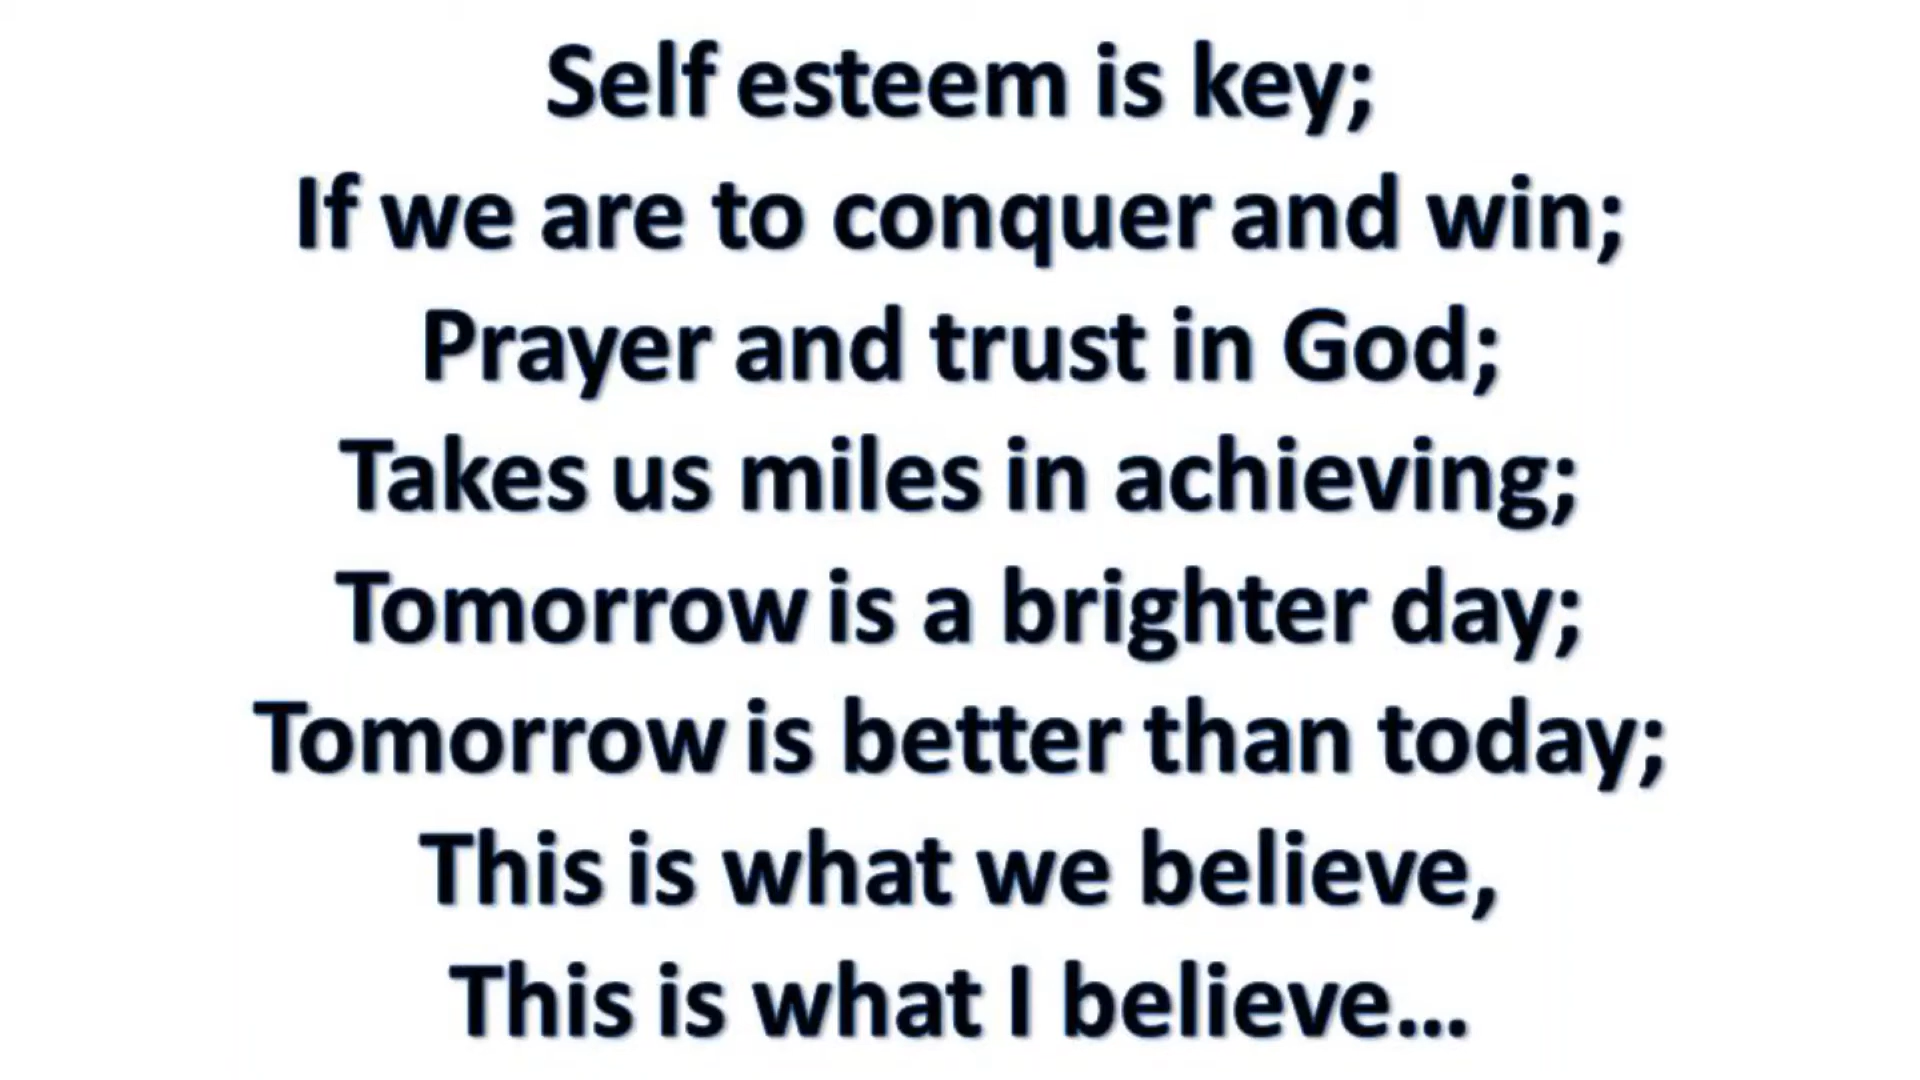 Self esteem is key;
If we are to conquer and win;
Prayer and trust in God;
Takes us miles in achieving;
Tomorrow is a brighter day;
Tomorrow is better than today;
This is what we believe,
This is what I believe...